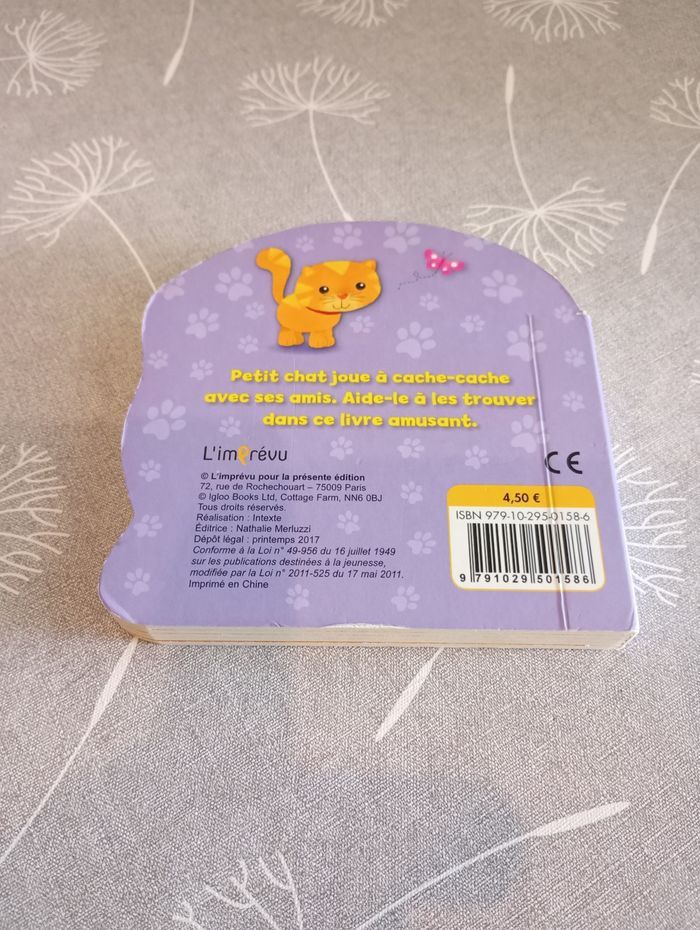 Petit chat joue à cache-cache
avec ses amis. Aide-le à les trouver
dans ce livre amusant.
L'imprévu
© L'imprévu pour la présente édition
72, rue de Rochechouart – 75009 Paris
© Igloo Books Ltd, Cottage Farm, NN6 0BJ
Tous droits réservés.
Réalisation : Intexte
Éditrice : Nathalie Merluzzi
Dépôt légal : printemps 2017
Conforme à la Loi n° 49-956 du 16 juillet 1949
sur les publications destinées à la jeunesse,
modifiée par la Loi n° 2011-525 du 17 mai 2011.
Imprimé en Chine
CE
4,50 €
ISBN 979-10-295-0158-6
9 791029 501586